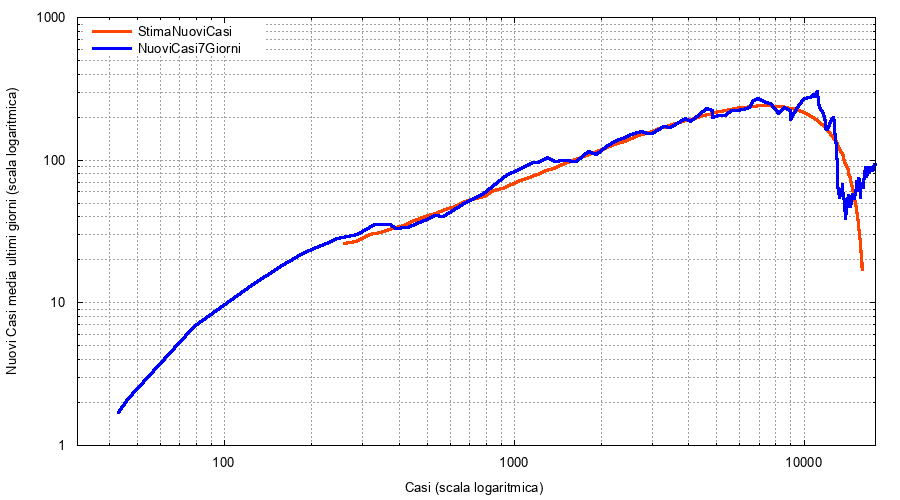 1000
StimaNuoviCasi
NuoviCasi7Giorni
100
10
1
Nuovi Casi media ultimi giorni (scala logaritmica)
100
1000
10000
Casi (scala logaritmica)